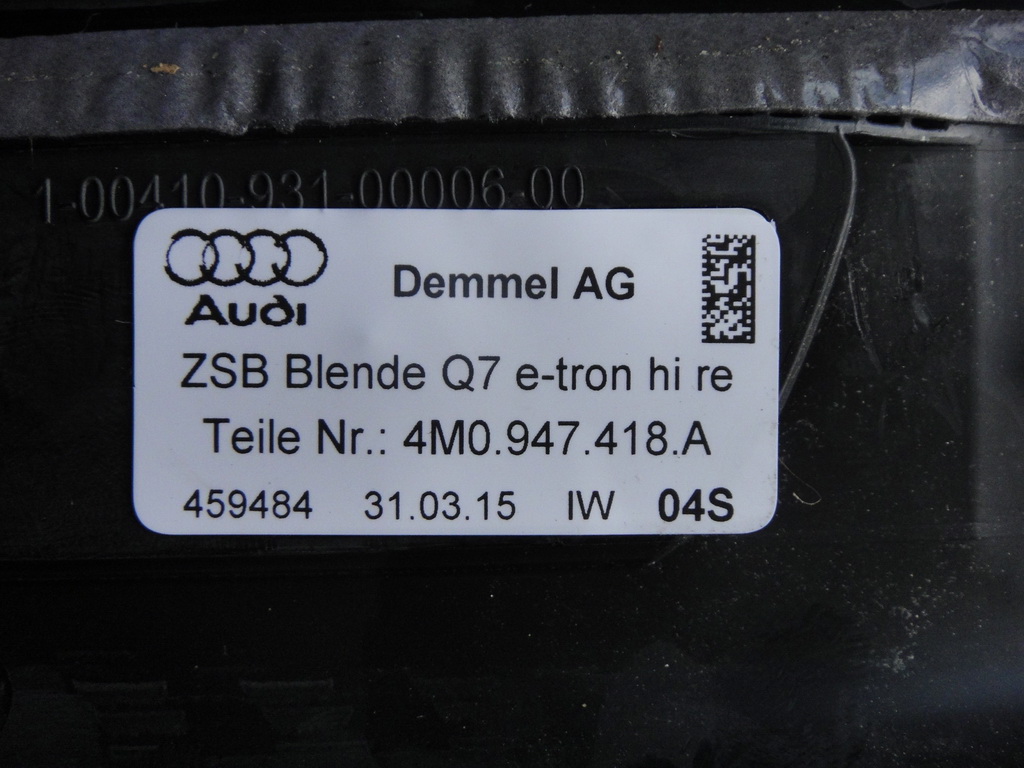 1-00410-931-00006-00
Audi
Demmel AG
ZSB Blende Q7 e-tron hi re
Teile Nr.: 4M0.947.418.A
459484 31.03.15 IW 04S